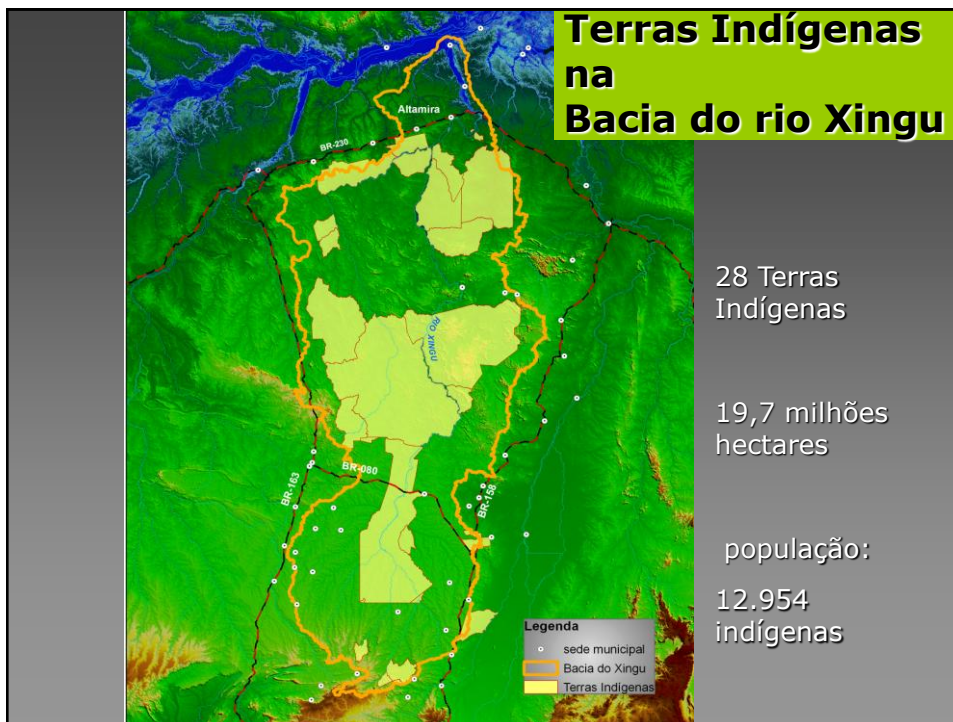 Terras Indígenas
na
Bacia do rio Xingu
Altamira
BR-230
RIO XINGU
BR-080
BR-163
BR-158
28 Terras
Indígenas
19,7 milhões
hectares
população:
12.954
indígenas
Legenda
sede municipal
Bacia do Xingu
Terras Indígenas